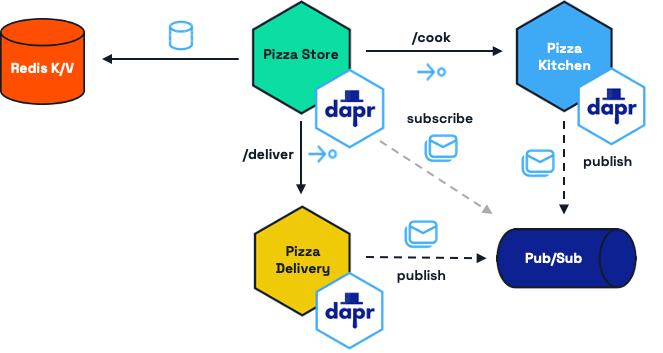 Redis K/V
Pizza Store
dapr
/cook
Pizza
Kitchen
dapr
subscribe
/deliver
publish
Pizza
Delivery
dapr
publish
Pub/Sub